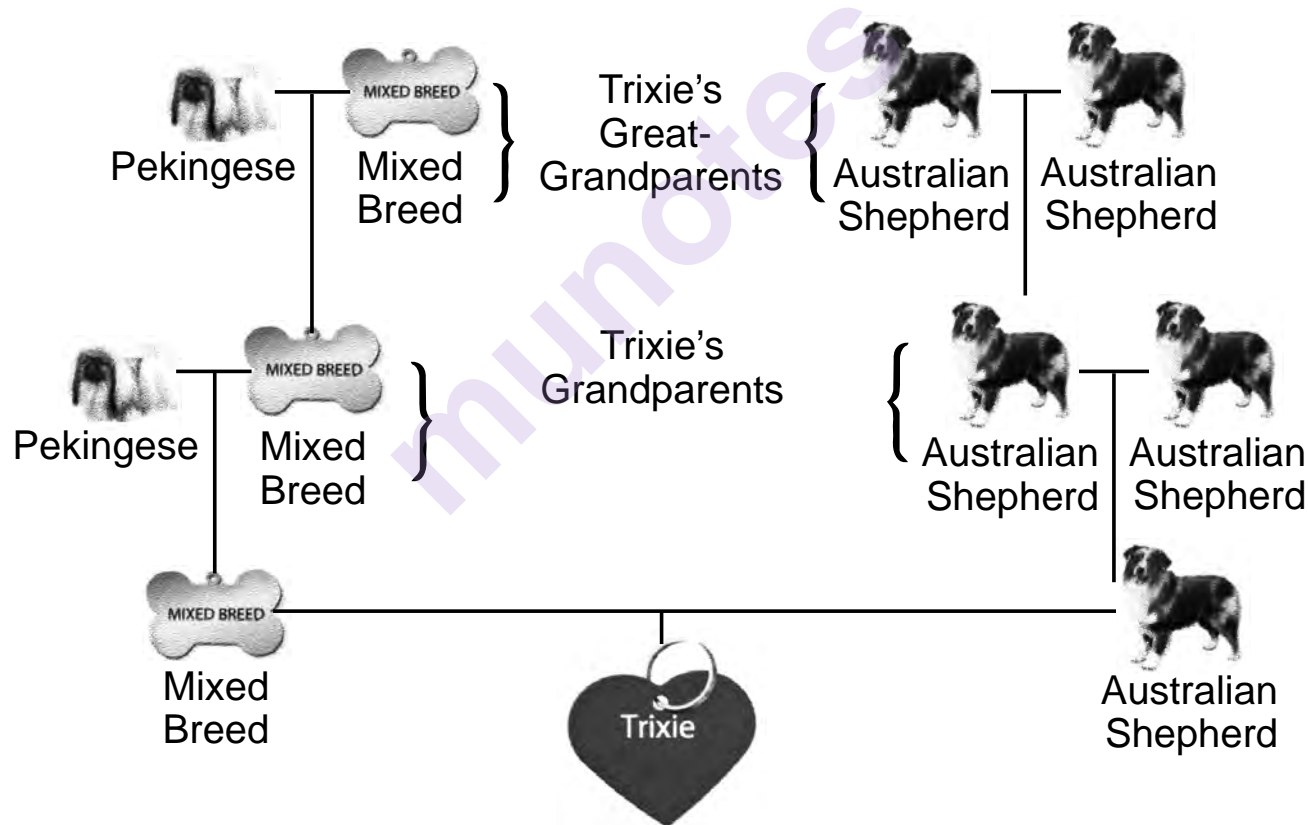 MIXED BREED
Pekingese
Mixed
Breed
Trixie's
Great-
Grandparents
Australian
Shepherd
Australian
Shepherd
MIXED BREED
Pekingese
Mixed
Breed
Trixie's
Grandparents
Australian
Shepherd
Australian
Shepherd
MIXED BREED
Mixed
Breed
Trixie
Australian
Shepherd
munotes